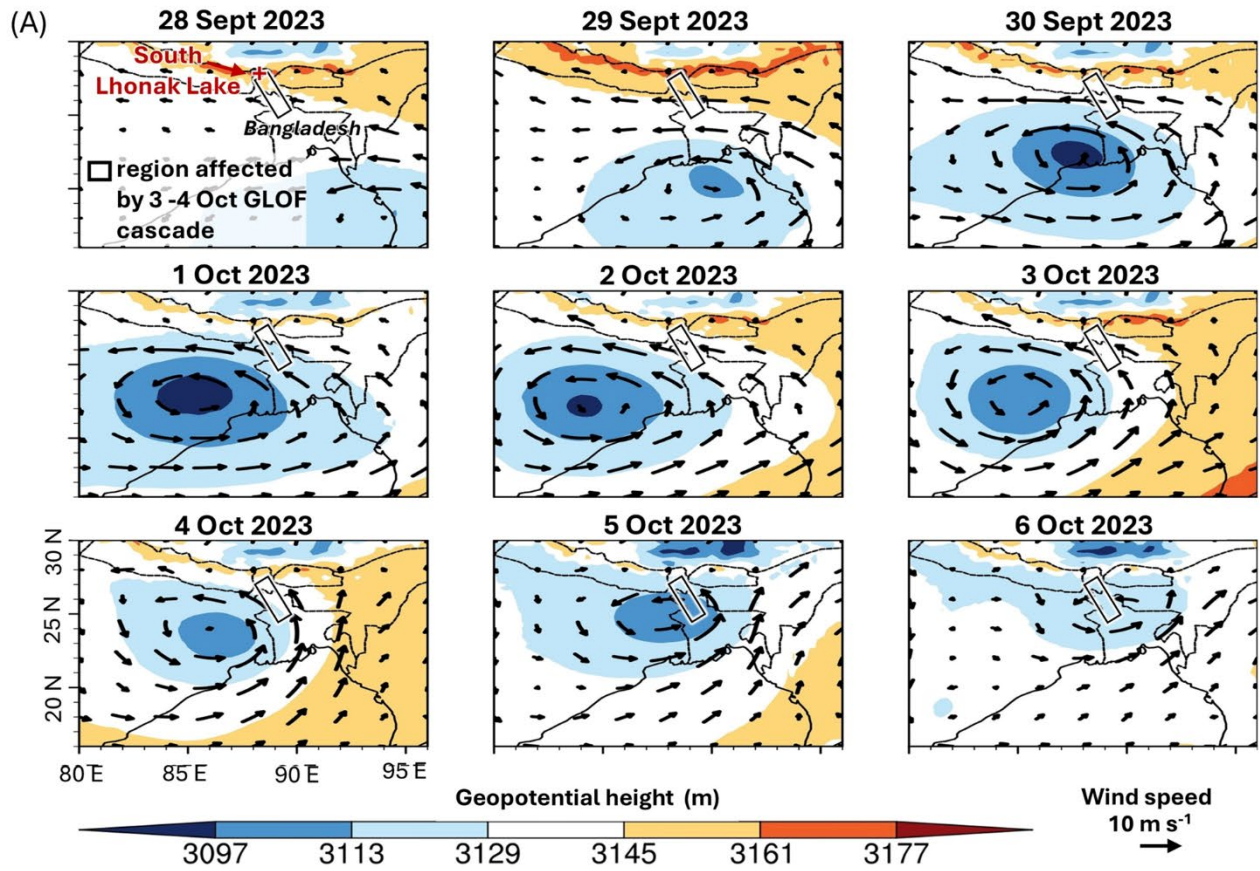 (A)
28 Sept 2023
29 Sept 2023
30 Sept 2023
South
Lhonak Lake
Bangladesh
region affected
by 3 -4 Oct GLOF
cascade
1 Oct 2023
2 Oct 2023
3 Oct 2023
4 Oct 2023
5 Oct 2023
6 Oct 2023
30 N
25 N
20 N
80°E
85°E
90°E
95°E
Geopotential height (m)
3097
3113
3129
3145
3161
3177
Wind speed
10 m s⁻¹